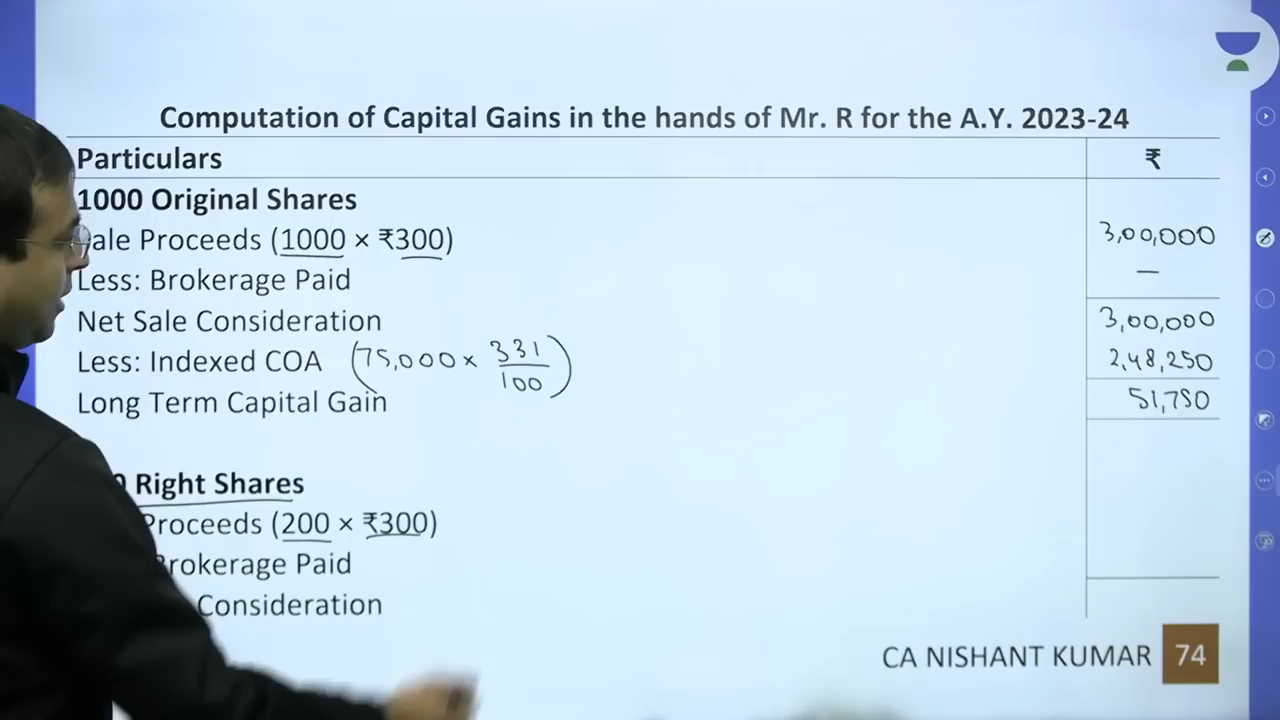 Computation of Capital Gains in the hands of Mr. R for the A.Y. 2023-24
Particulars ₹
1000 Original Shares
ale Proceeds (1000 × ₹300) 3,00,000
Less: Brokerage Paid —
Net Sale Consideration 3,00,000
Less: Indexed COA (75,000 × 331/100) 2,48,250
Long Term Capital Gain 51,750
0 Right Shares
Proceeds (200 × ₹300)
Brokerage Paid
Consideration
CA NISHANT KUMAR 74